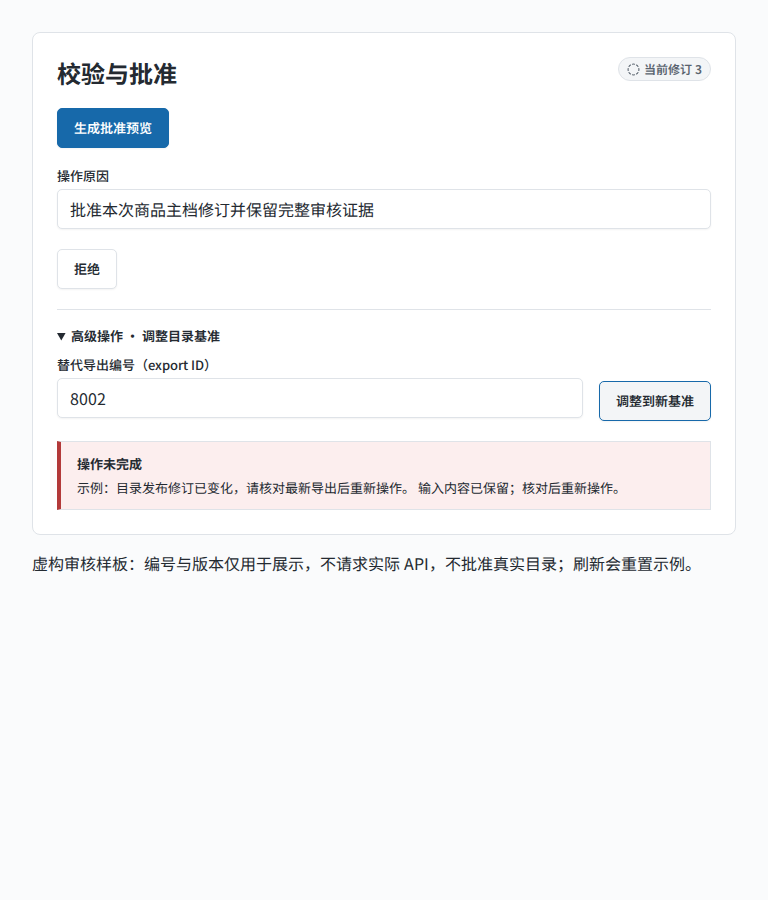 校验与批准
当前修订 3
生成批准预览
操作原因
批准本次商品主档修订并保留完整审核证据
拒绝
▼ 高级操作 · 调整目录基准
替代导出编号（export ID）
8002
调整到新基准
操作未完成
示例：目录发布修订已变化，请核对最新导出后重新操作。 输入内容已保留；核对后重新操作。
虚构审核样板：编号与版本仅用于展示，不请求实际 API，不批准真实目录；刷新会重置示例。